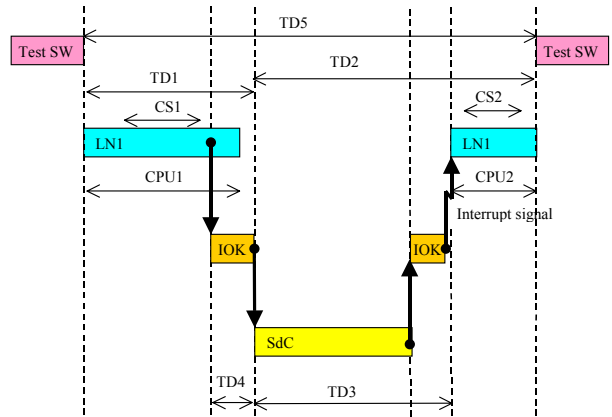 TD5
Test SW
Test SW
TD1
TD2
CS1
CS2
LN1
LN1
CPU1
CPU2
Interrupt signal
IOK
IOK
SdC
TD4
TD3